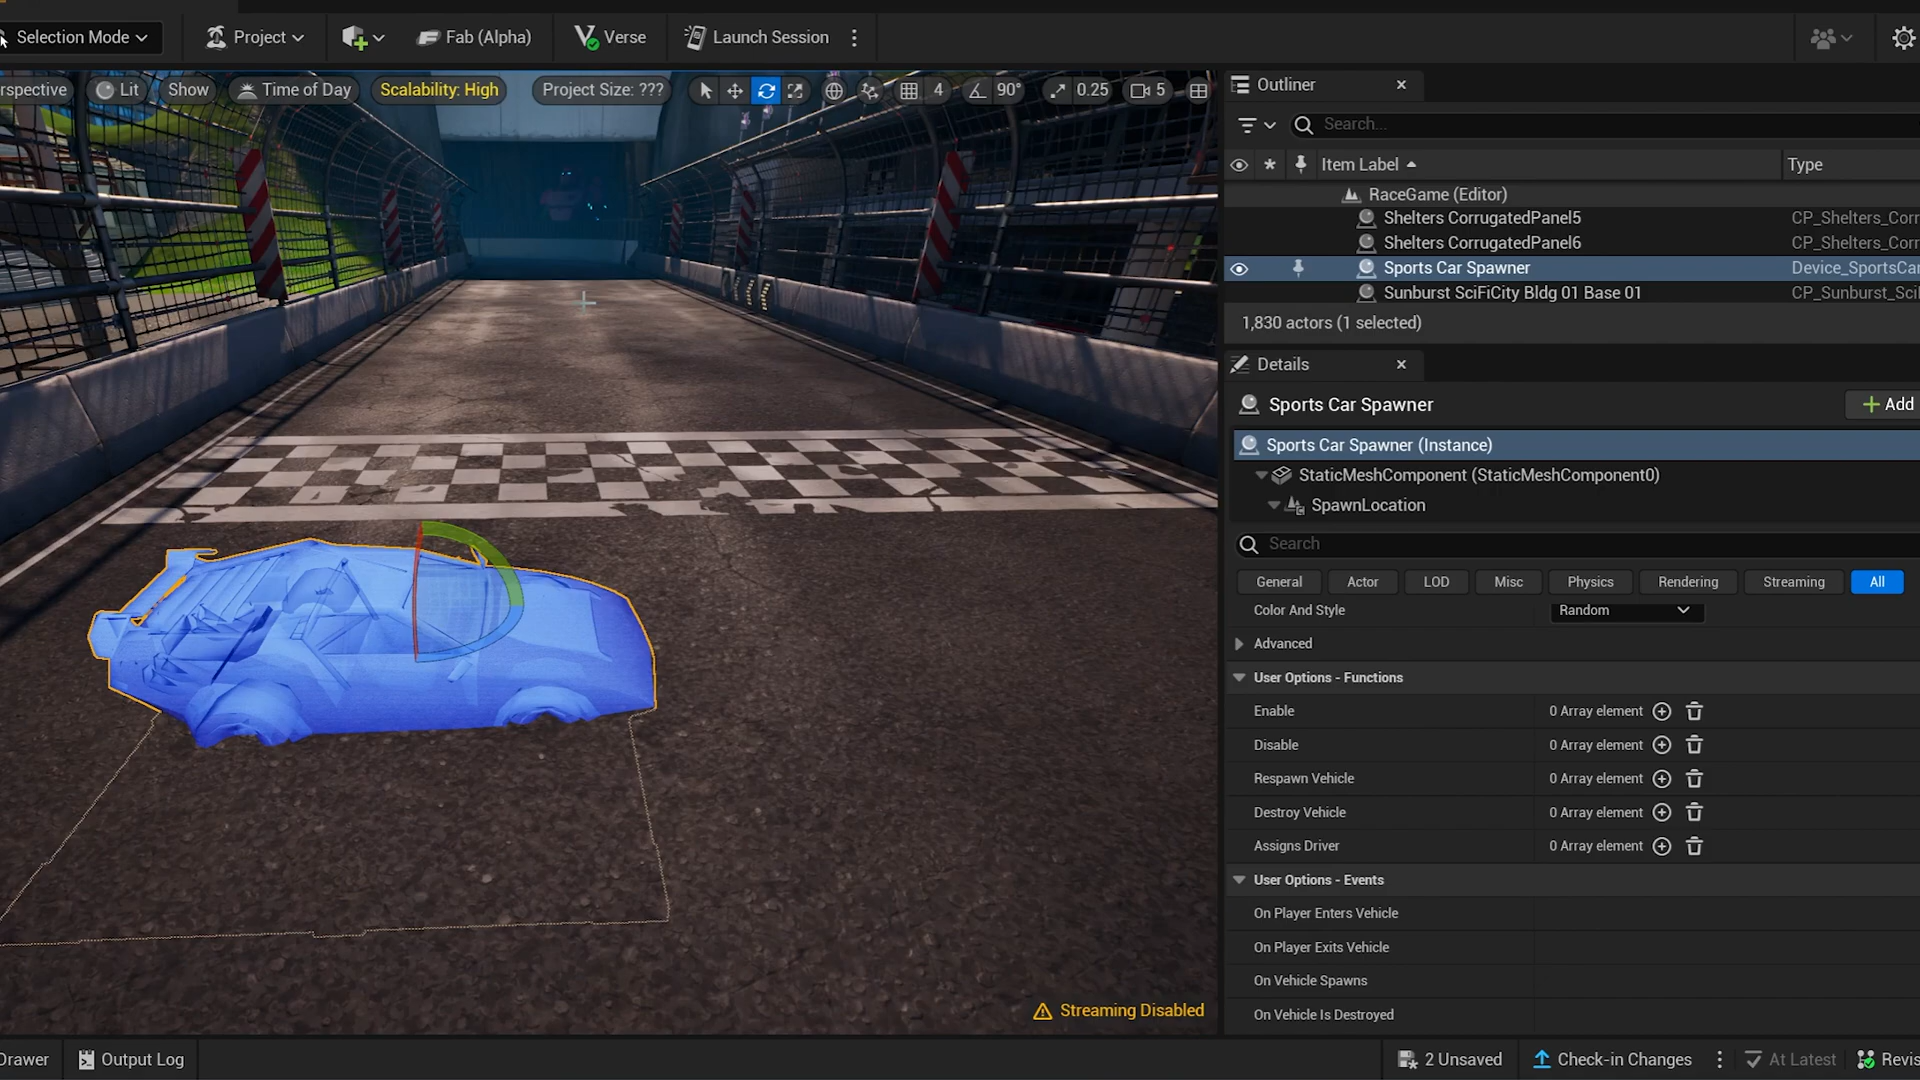 Selection Mode
Project
Fab (Alpha)
Verse
Launch Session
rspective
Lit
Show
Time of Day
Scalability: High
Project Size: ???
4
90°
0.25
5
Outliner
Search...
Item Label
Type
RaceGame (Editor)
Shelters CorrugatedPanel5
CP_Shelters_Corr
Shelters CorrugatedPanel6
CP_Shelters_Corr
Sports Car Spawner
Device_SportsCar
Sunburst SciFiCity Bldg 01 Base 01
CP_Sunburst_Sci
1,830 actors (1 selected)
Details
Sports Car Spawner
Add
Sports Car Spawner (Instance)
StaticMeshComponent (StaticMeshComponent0)
SpawnLocation
Search
General
Actor
LOD
Misc
Physics
Rendering
Streaming
All
Color And Style
Random
Advanced
User Options - Functions
Enable
0 Array element
Disable
0 Array element
Respawn Vehicle
0 Array element
Destroy Vehicle
0 Array element
Assigns Driver
0 Array element
User Options - Events
On Player Enters Vehicle
On Player Exits Vehicle
On Vehicle Spawns
On Vehicle Is Destroyed
Streaming Disabled
Drawer
Output Log
2 Unsaved
Check-in Changes
At Latest
Revis